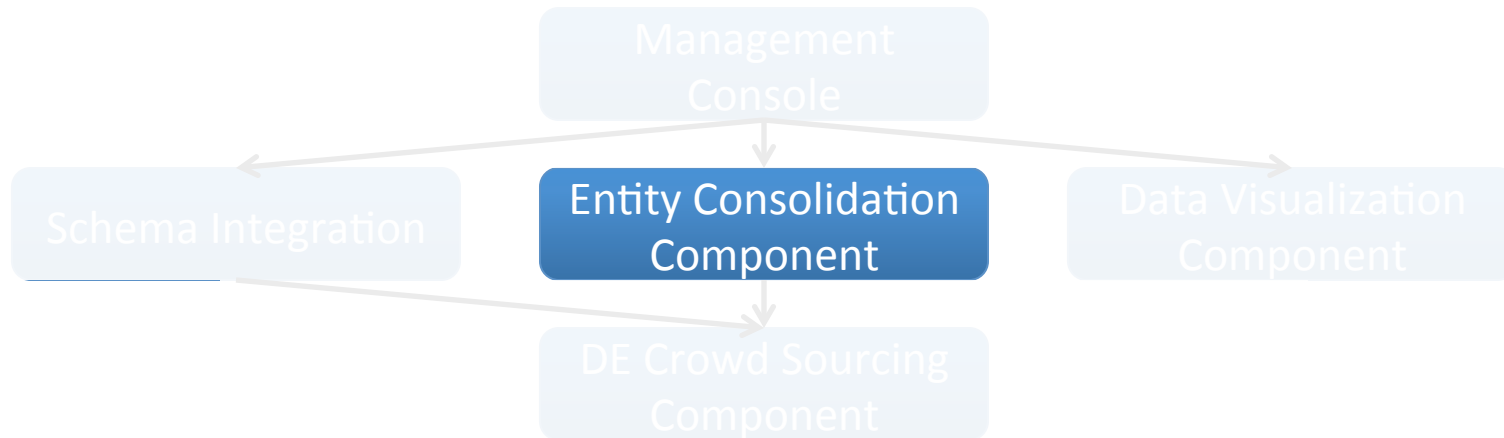 Management
Console
Schema Integration
Entity Consolidation
Component
Data Visualization
Component
DE Crowd Sourcing
Component